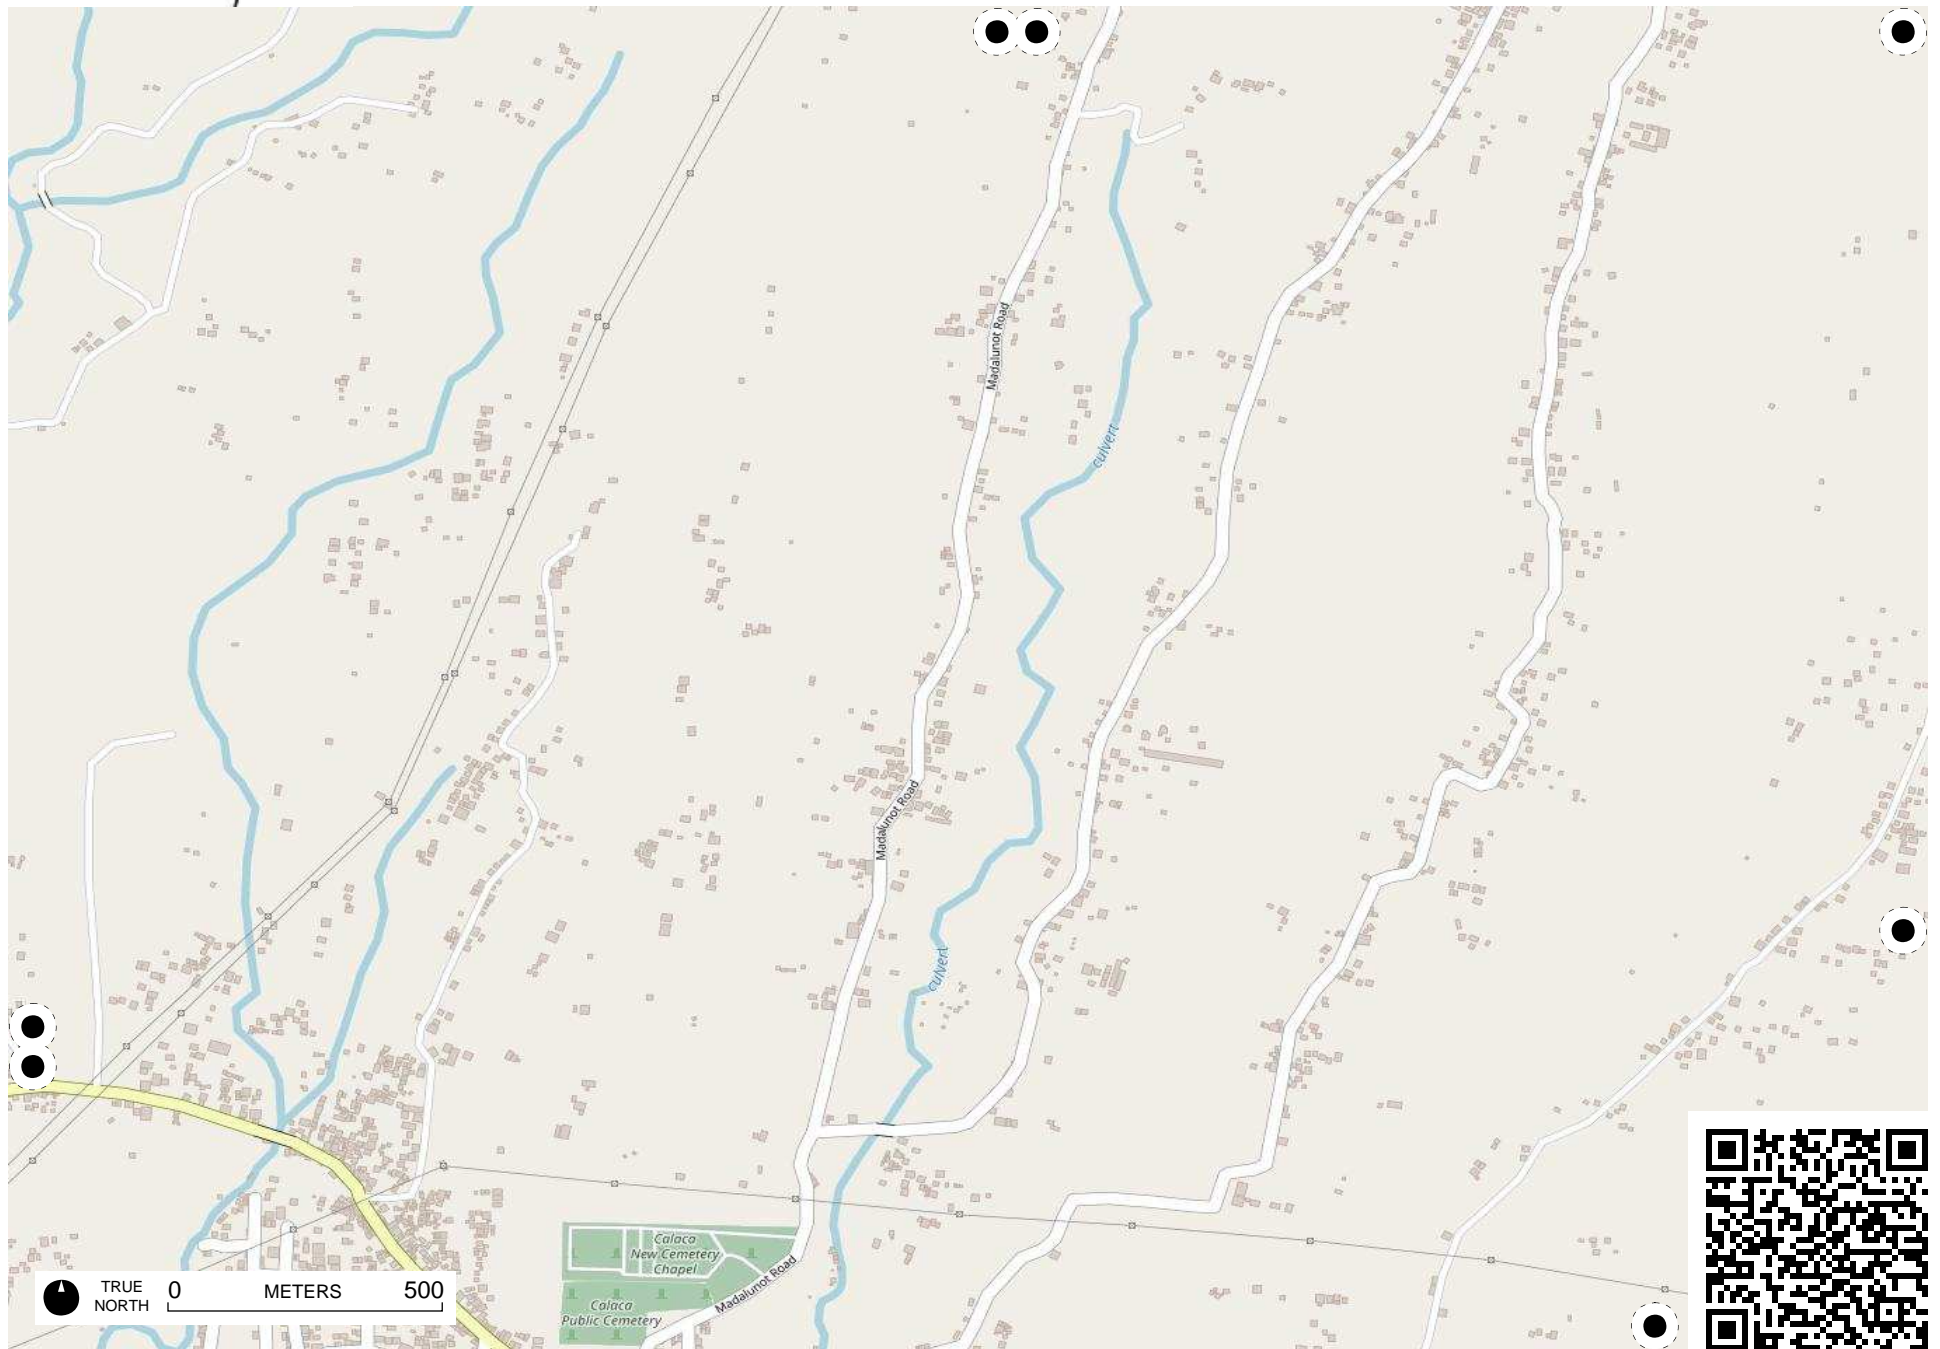 Madalunot Road
culvert
Madalunot Road
culvert
Calaca
New Cemetery
Chapel
Madalunot Road
Calaca
Public Cemetery
TRUE
NORTH
0 METERS 500